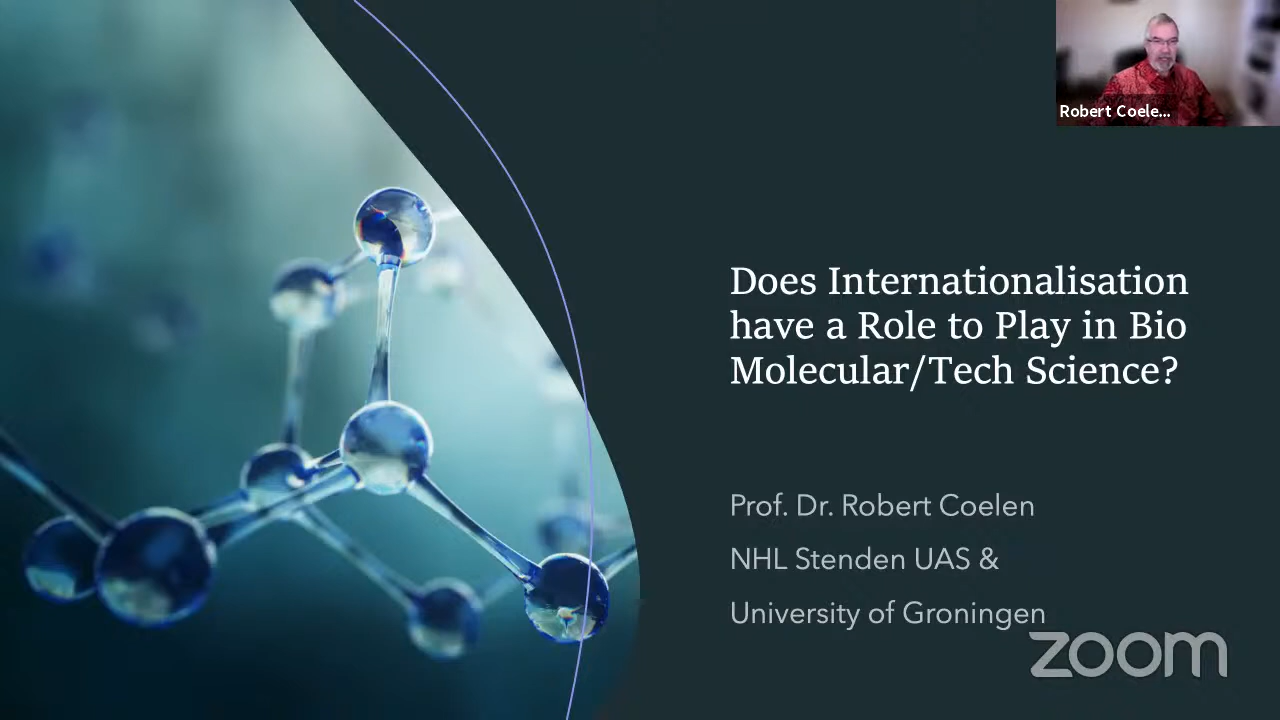 Robert Coele...
Does Internationalisation
have a Role to Play in Bio
Molecular/Tech Science?
Prof. Dr. Robert Coelen
NHL Stenden UAS &
University of Groningen
zoom